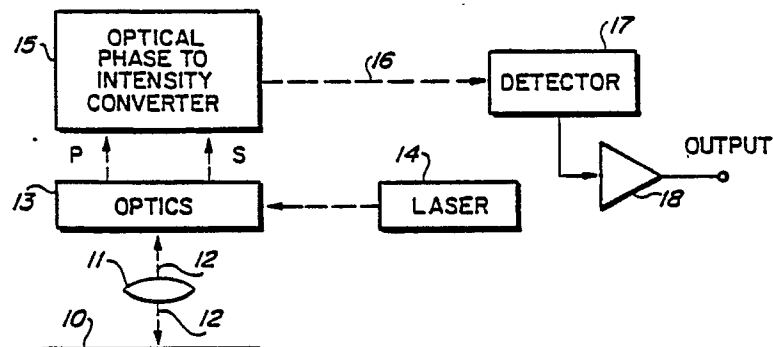 15
OPTICAL
PHASE TO
INTENSITY
CONVERTER
16
17
DETECTOR
OUTPUT
18
P
S
13
OPTICS
14
LASER
11
12
12
10